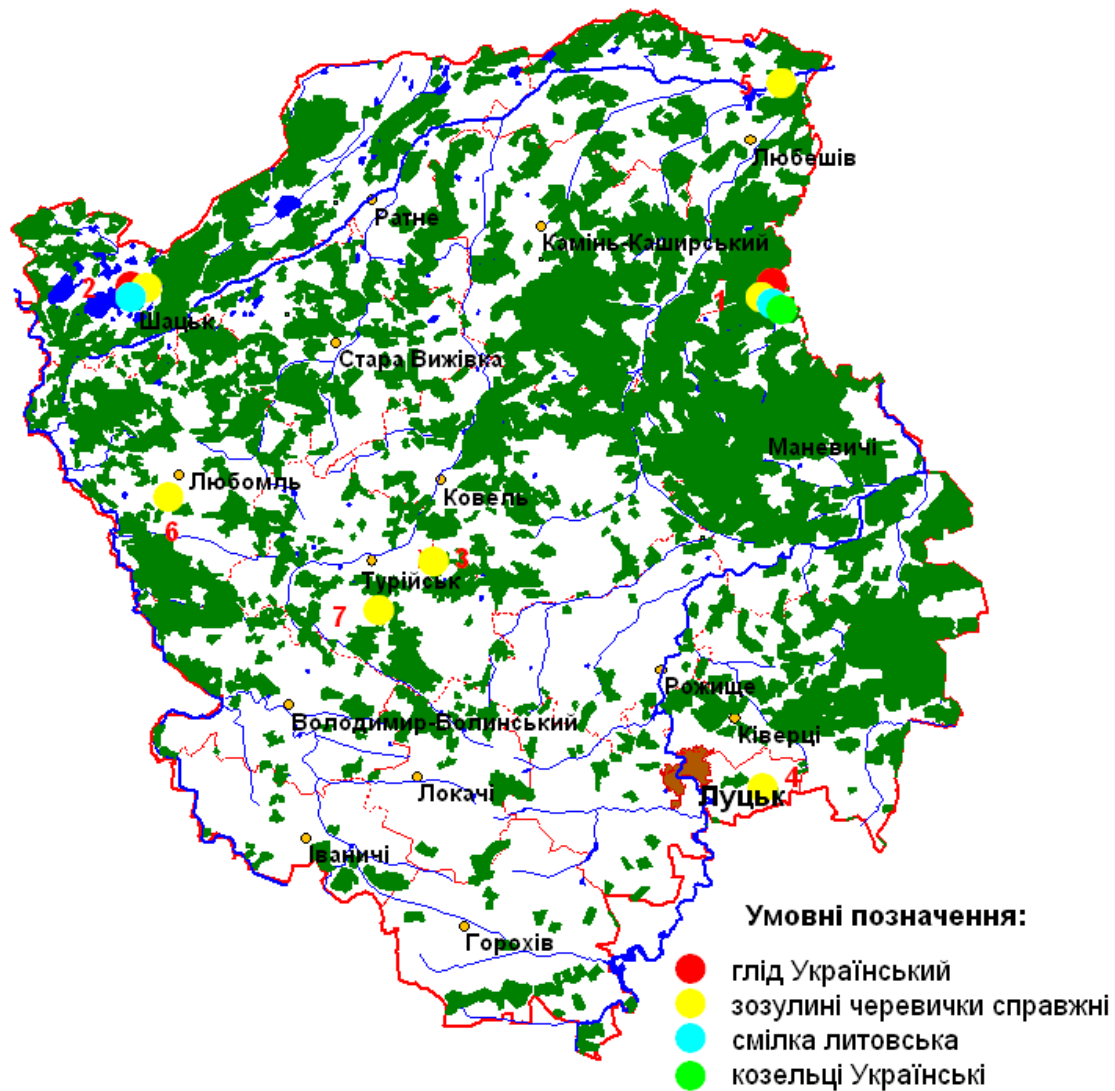 5
Любешів
Ратне
Камінь-Каширський
2
1
Шацьк
Стара Вижівка
Маневичі
Любомль
Ковель
6
3
Турійськ
7
Рожище
Володимир-Волинський
Ківерці
4
Локачі
Луцьк
Іваничі
Горохів
Умовні позначення:
глід Український
зозулині черевички справжні
смілка литовська
козельці Українські